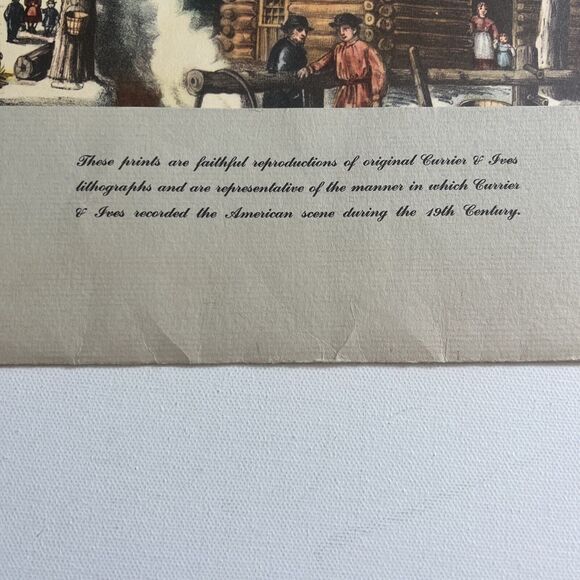 These prints are faithful reproductions of original Currier & Ives
lithographs and are representative of the manner in which Currier
& Ives recorded the American scene during the 19th Century.